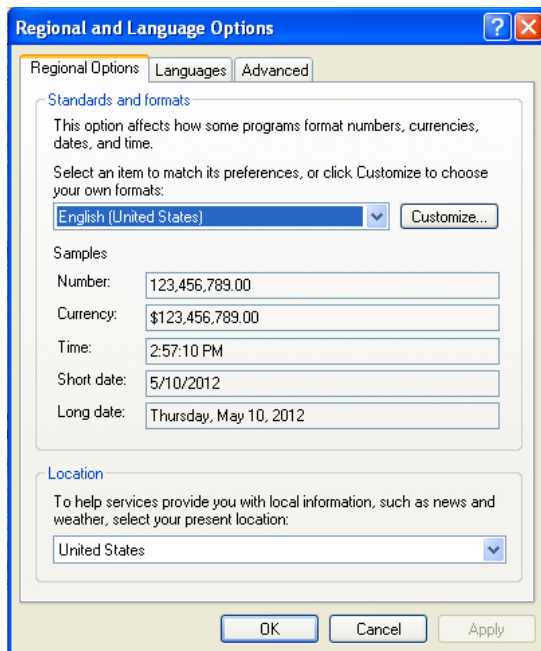 Regional and Language Options
Regional Options Languages Advanced
Standards and formats
This option affects how some programs format numbers, currencies,
dates, and time.
Select an item to match its preferences, or click Customize to choose
your own formats:
English (United States) Customize...
Samples
Number: 123,456,789.00
Currency: $123,456,789.00
Time: 2:57:10 PM
Short date: 5/10/2012
Long date: Thursday, May 10, 2012
Location
To help services provide you with local information, such as news and
weather, select your present location:
United States
OK Cancel Apply